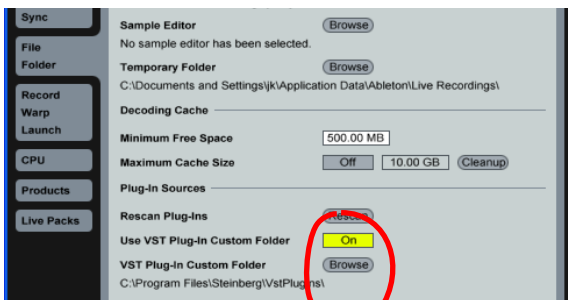 Sync
File
Folder
Record
Warp
Launch
CPU
Products
Live Packs
Sample Editor Browse
No sample editor has been selected.
Temporary Folder Browse
C:\Documents and Settings\jk\Application Data\Ableton\Live Recordings\
Decoding Cache
Minimum Free Space 500.00 MB
Maximum Cache Size Off 10.00 GB Cleanup
Plug-In Sources
Rescan Plug-Ins Rescan
Use VST Plug-In Custom Folder On
VST Plug-In Custom Folder Browse
C:\Program Files\Steinberg\VstPlugins\